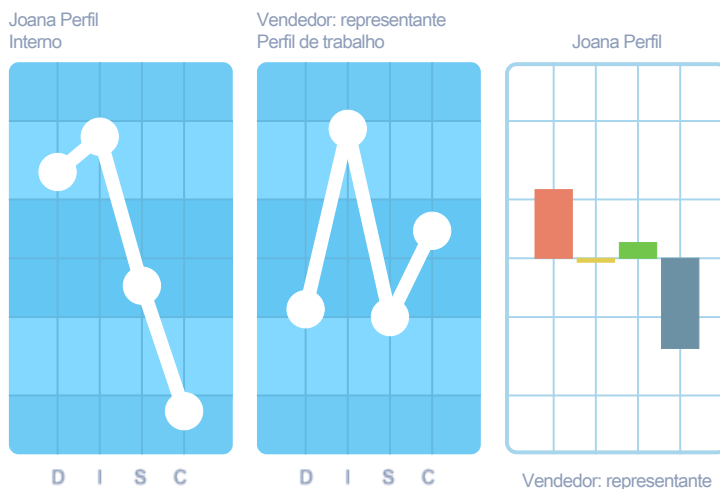 Joana Perfil
Interno
Vendedor: representante
Perfil de trabalho
Joana Perfil
D I S C
D I S C
Vendedor: representante